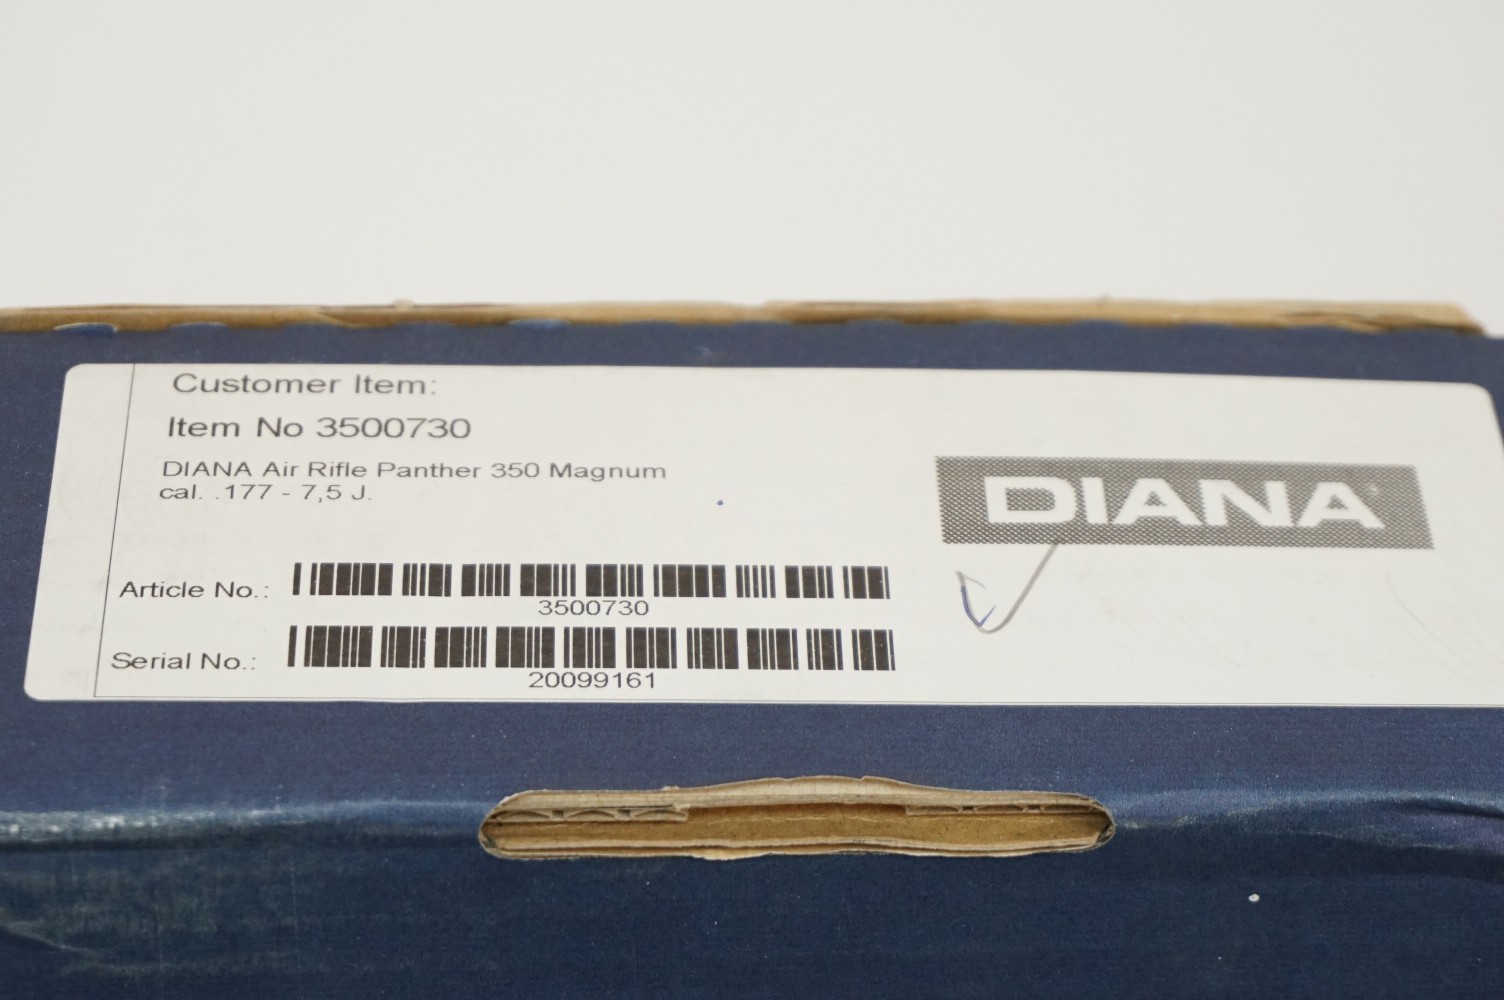 Customer Item:
Item No 3500730
DIANA Air Rifle Panther 350 Magnum
cal. .177 - 7,5 J.
DIANA
Article No.:
3500730
Serial No.:
20099161